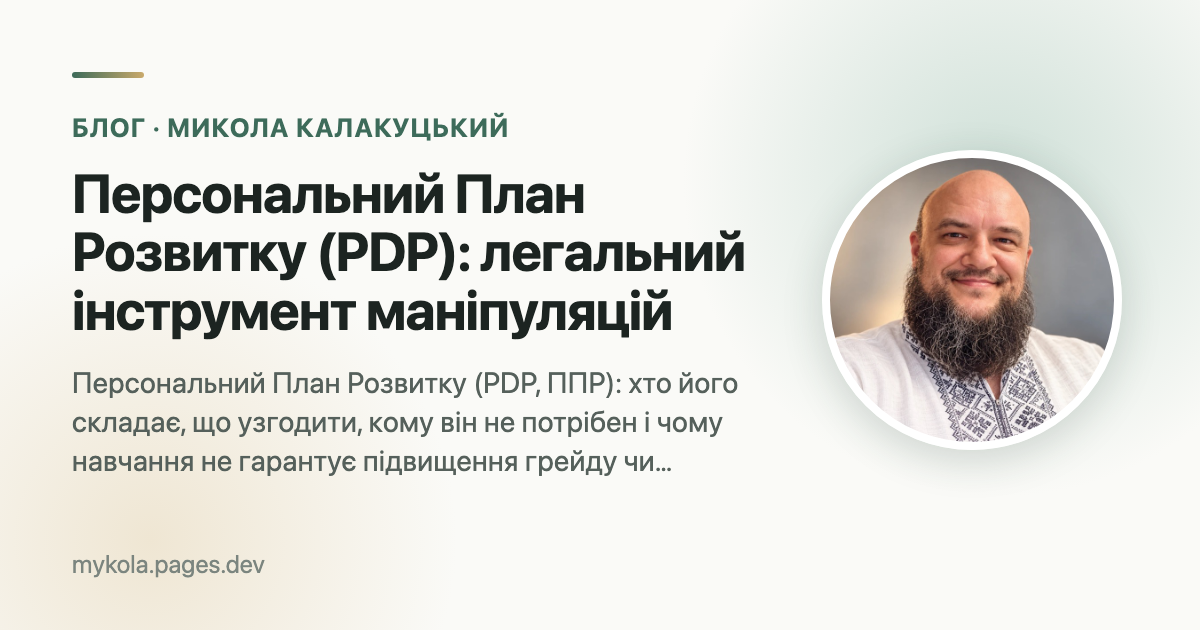 БЛОГ · МИКОЛА КАЛАКУЦЬКИЙ
Персональний План
Розвитку (PDP): легальний
інструмент маніпуляцій
Персональний План Розвитку (PDP, ППР): хто його
складає, що узгодити, кому він не потрібен і чому
навчання не гарантує підвищення грейду чи…
mykola.pages.dev